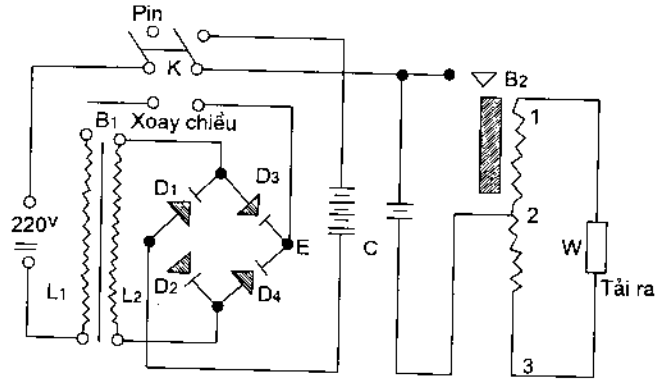 Pin
K
B2
B1 Xoay chiều
1
D1
D3
220v
2
E
C
W
D2
D4
L1
L2
Tải ra
3